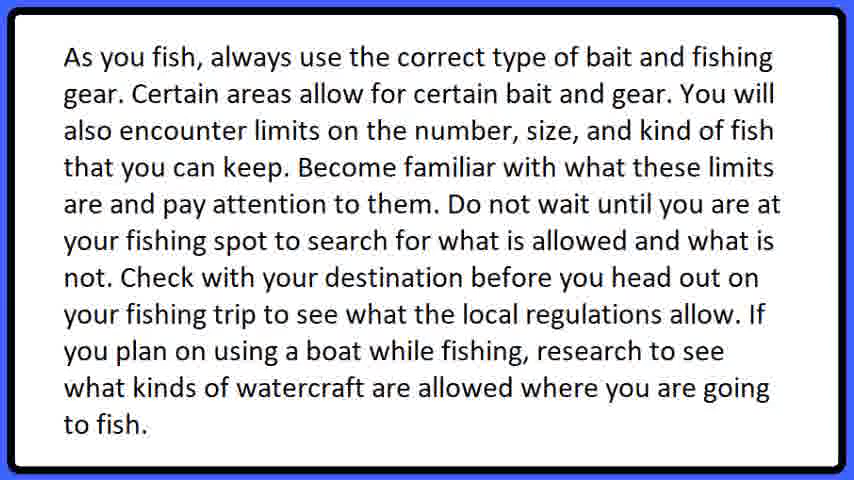 As you fish, always use the correct type of bait and fishing
gear. Certain areas allow for certain bait and gear. You will
also encounter limits on the number, size, and kind of fish
that you can keep. Become familiar with what these limits
are and pay attention to them. Do not wait until you are at
your fishing spot to search for what is allowed and what is
not. Check with your destination before you head out on
your fishing trip to see what the local regulations allow. If
you plan on using a boat while fishing, research to see
what kinds of watercraft are allowed where you are going
to fish.